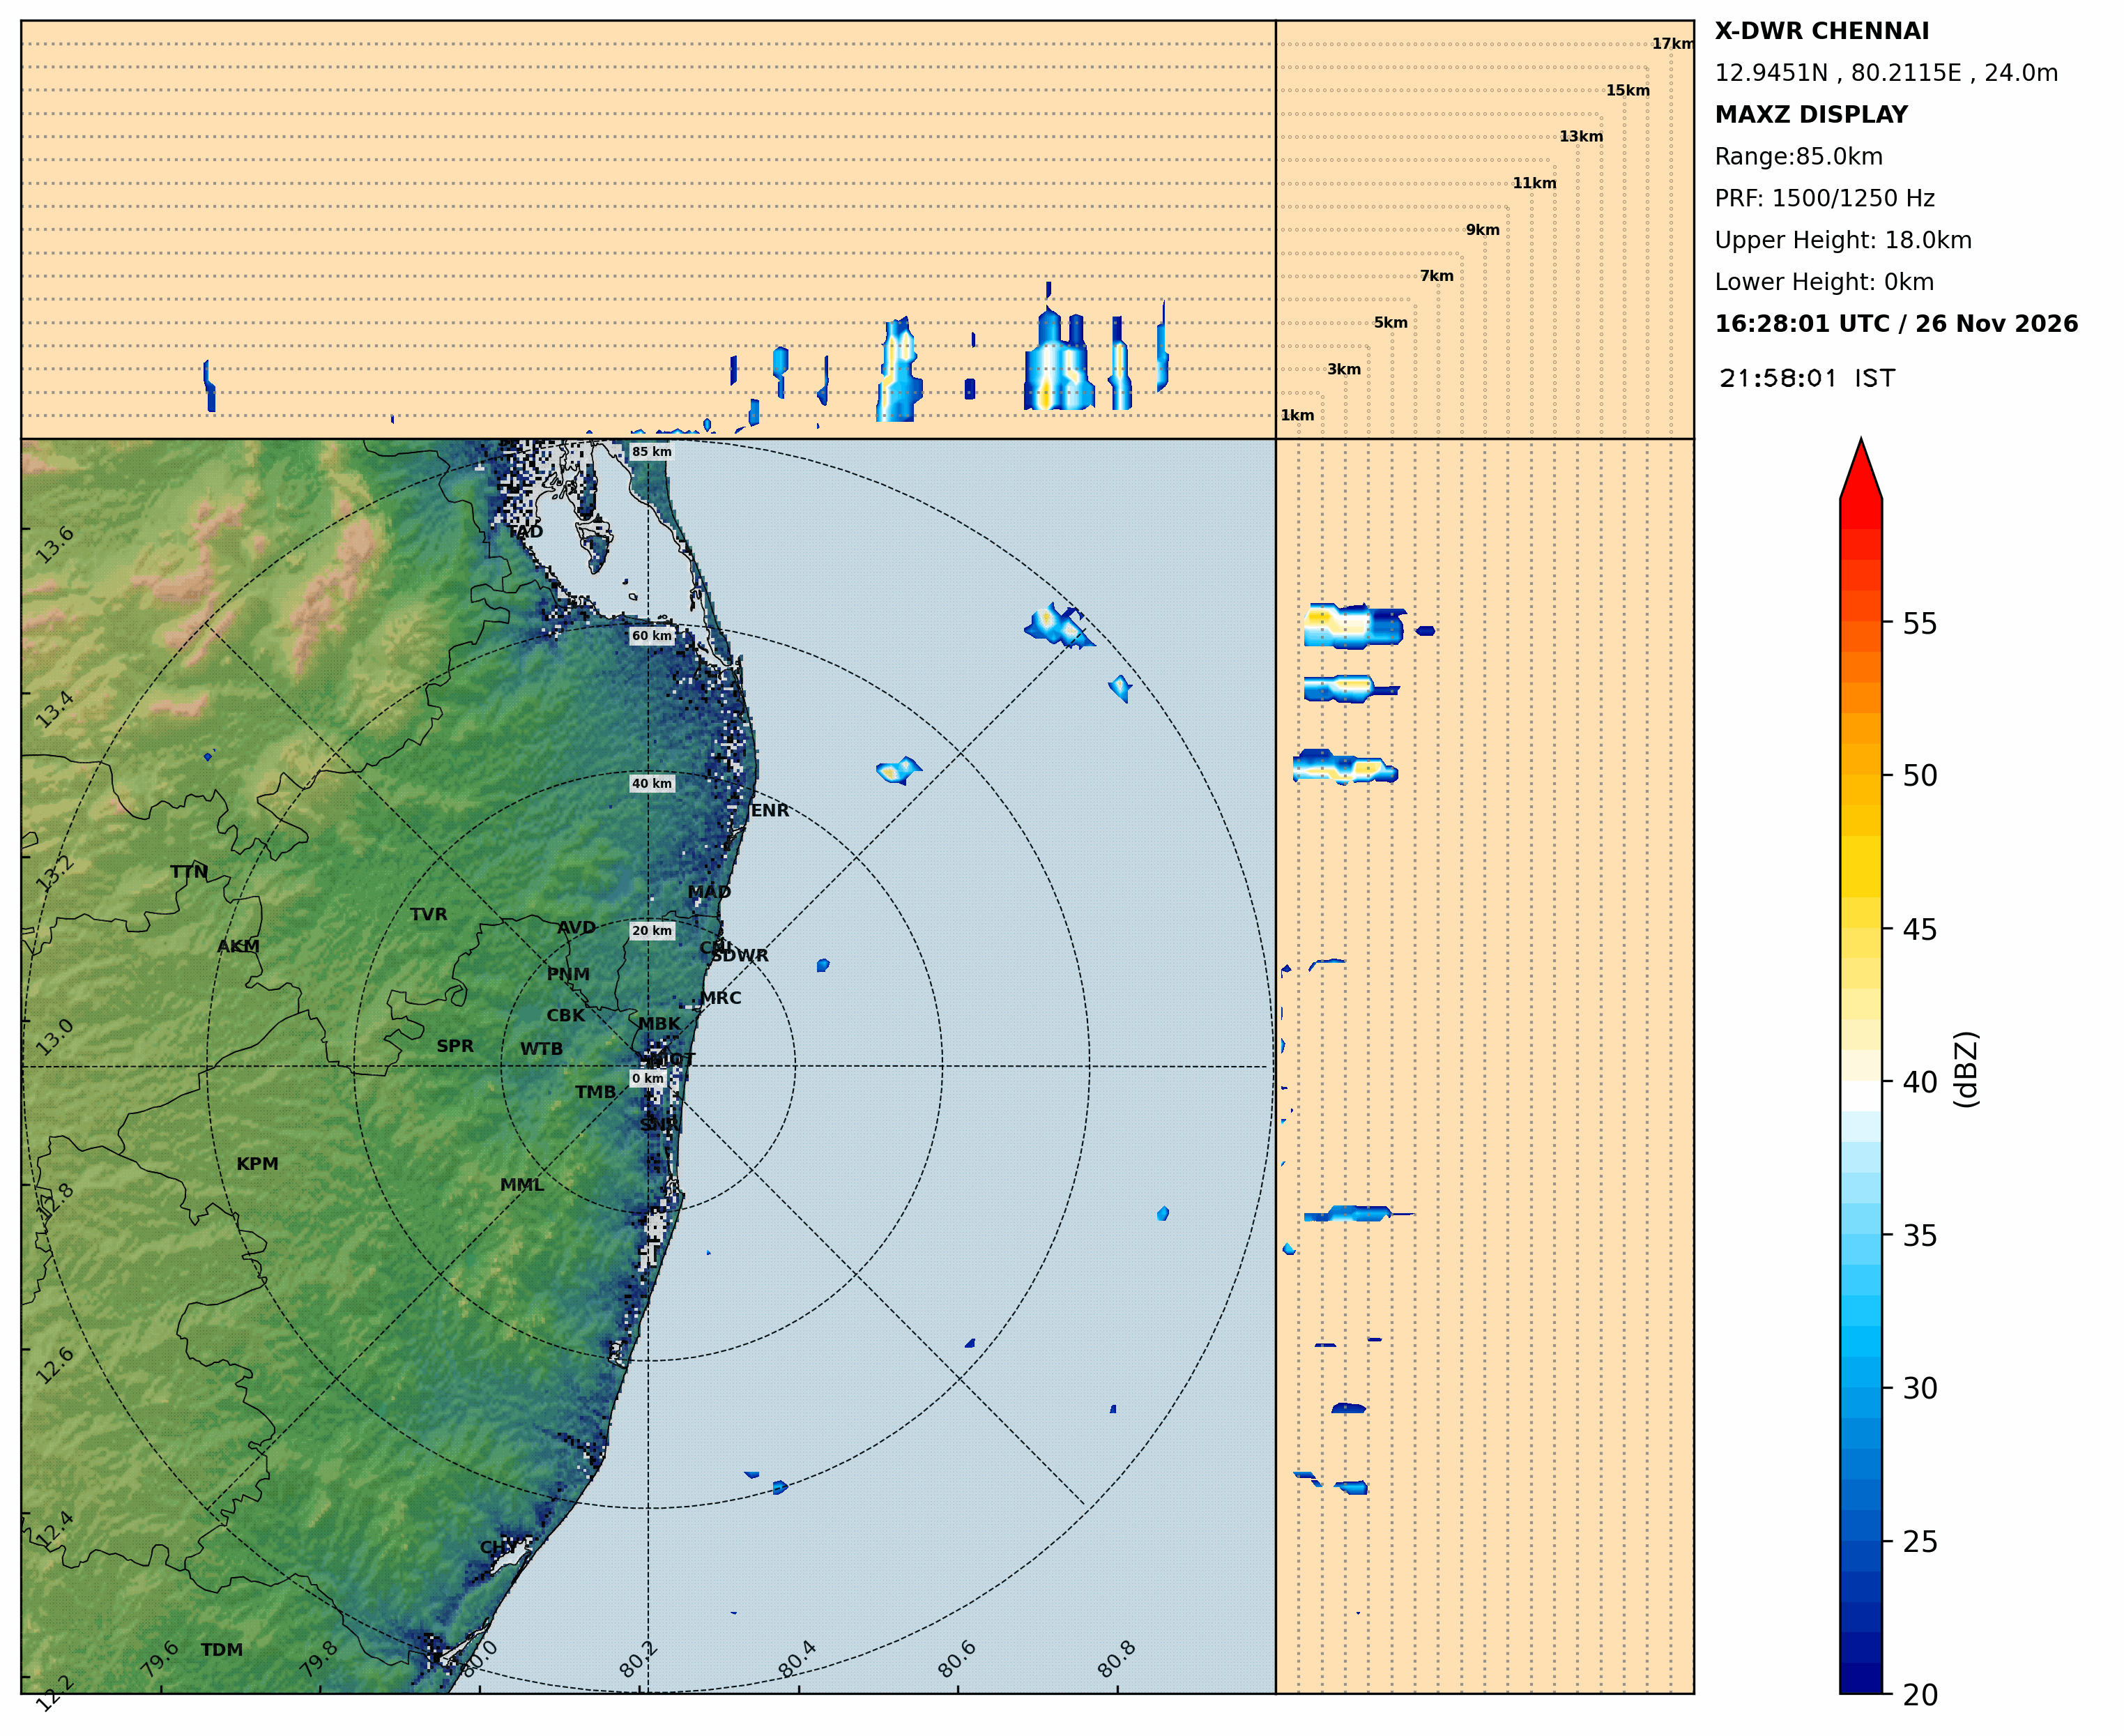 X-DWR CHENNAI
12.9451N , 80.2115E , 24.0m
MAXZ DISPLAY
Range:85.0km
PRF: 1500/1250 Hz
Upper Height: 18.0km
Lower Height: 0km
16:28:01 UTC / 26 Nov 2026
21:58:01 IST
17km
15km
13km
11km
9km
7km
5km
3km
1km
85 km
TAD
13.6
60 km
13.4
40 km
ENR
13.2
TTN
MAD
TVR
AVD
20 km
AKM
CNI
SDWR
PNM
MRC
CBK
MBK
13.0
SPR
WTB
0 km
TMB
SNR
KPM
MML
12.8
12.6
12.4
CHY
TDM
12.2
79.6
79.8
80.0
80.2
80.4
80.6
80.8
55
50
45
40
35
30
25
20
(dBZ)